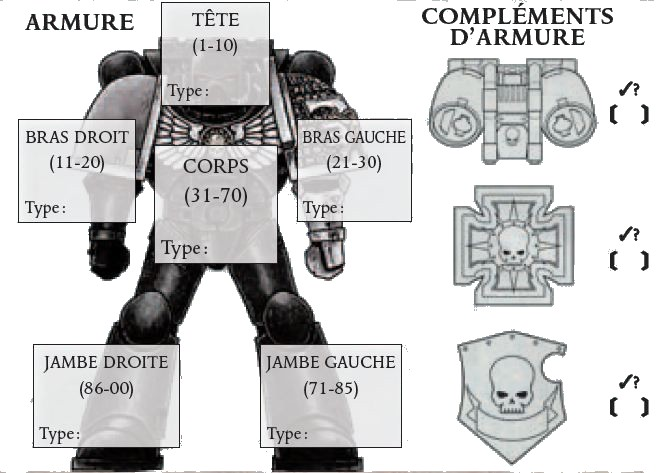 ARMURE
TÊTE
(1-10)
Type :
BRAS DROIT
(11-20)
Type :
CORPS
(31-70)
Type :
BRAS GAUCHE
(21-30)
Type :
JAMBE DROITE
(86-00)
Type :
JAMBE GAUCHE
(71-85)
Type :
COMPLÉMENTS
D'ARMURE
✓?
[ ]
✓?
[ ]
✓?
[ ]